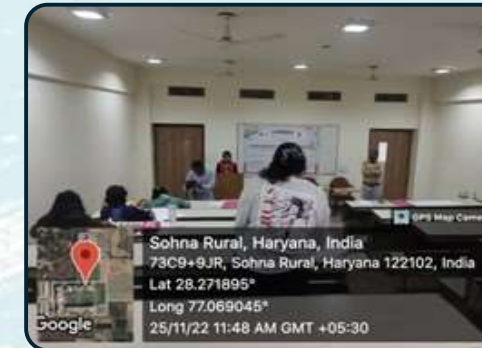 GPS Map Came
Sohna Rural, Haryana, India
73C9+9JR, Sohna Rural, Haryana 122102, India
Lat 28.271895°
Long 77.069045°
25/11/22 11:48 AM GMT +05:30
Google